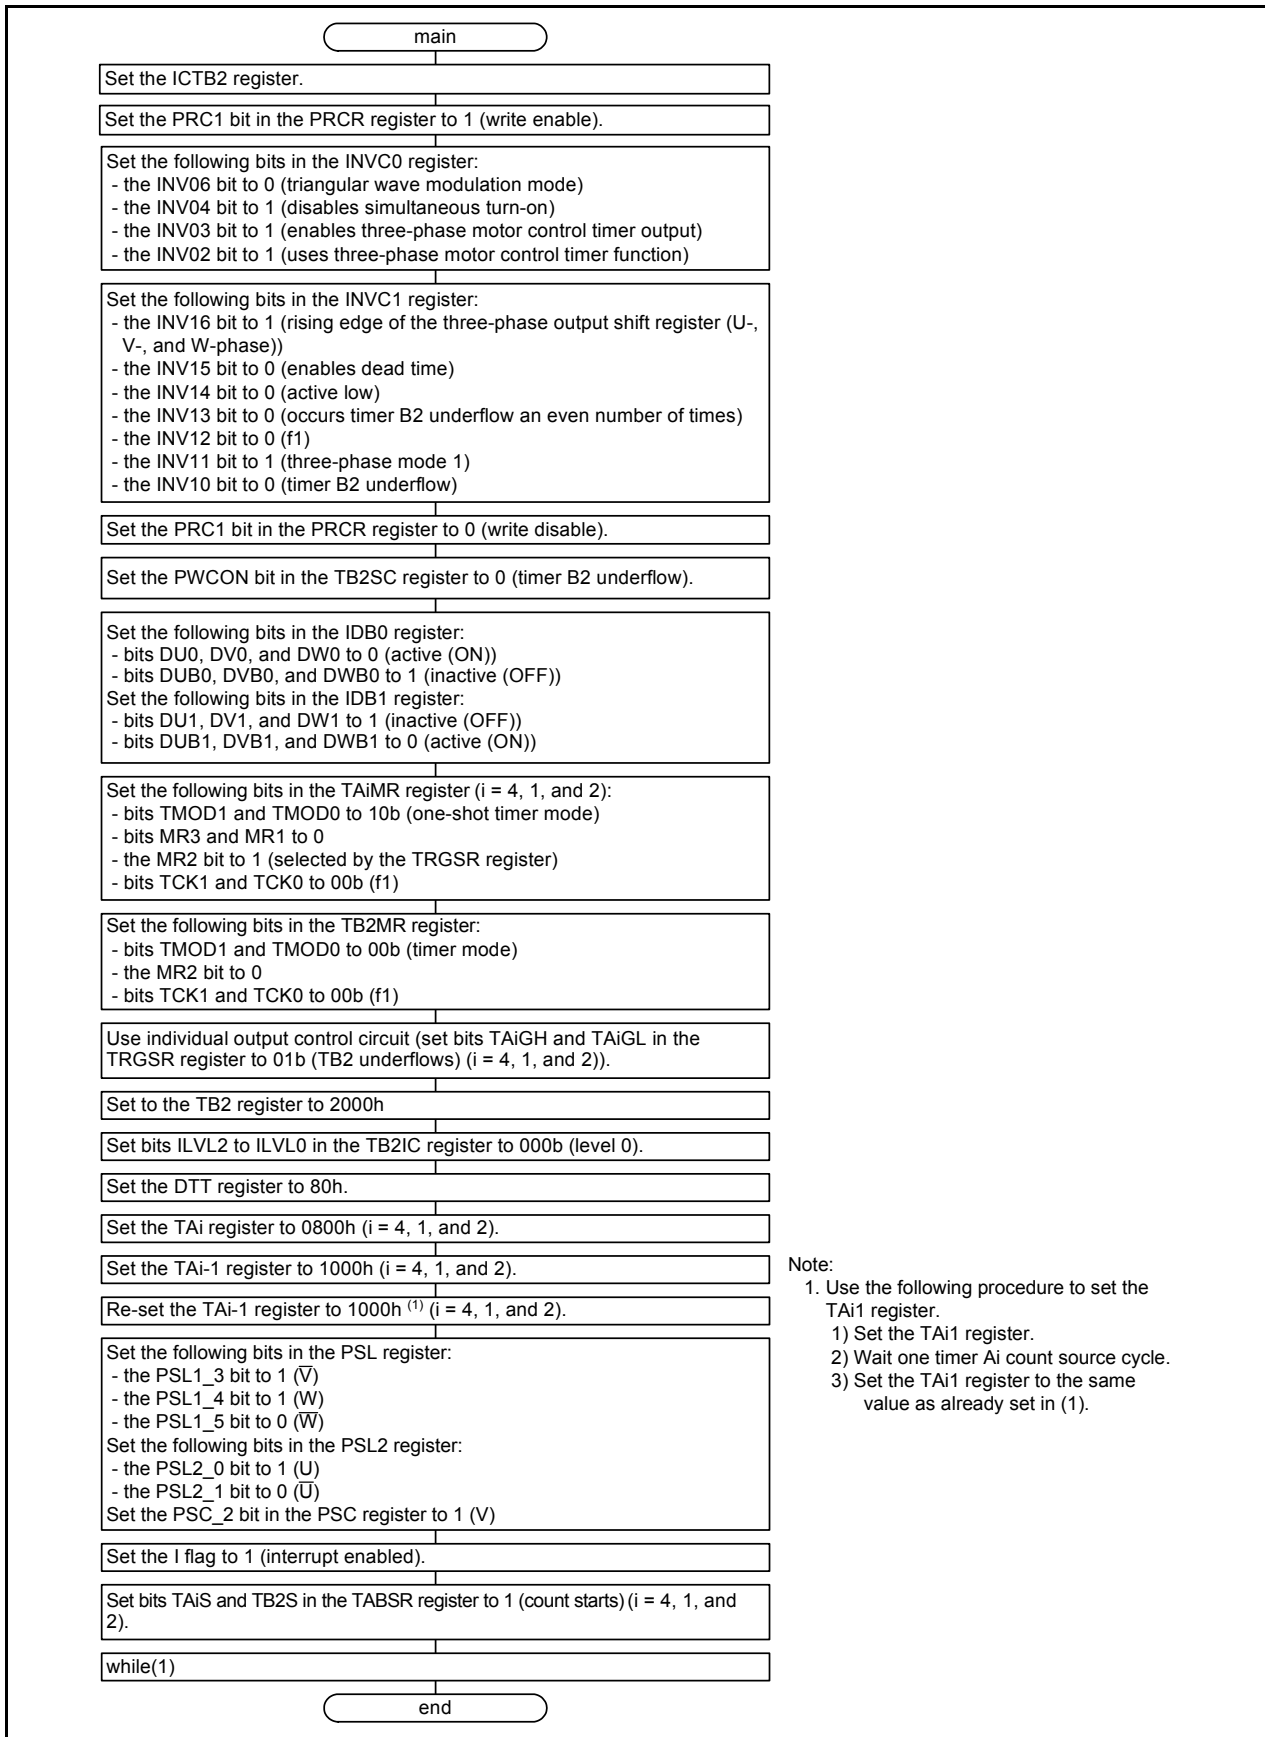 main
Set the ICTB2 register.
Set the PRC1 bit in the PRCR register to 1 (write enable).
Set the following bits in the INVC0 register:
- the INV06 bit to 0 (triangular wave modulation mode)
- the INV04 bit to 1 (disables simultaneous turn-on)
- the INV03 bit to 1 (enables three-phase motor control timer output)
- the INV02 bit to 1 (uses three-phase motor control timer function)
Set the following bits in the INVC1 register:
- the INV16 bit to 1 (rising edge of the three-phase output shift register (U-,
V-, and W-phase))
- the INV15 bit to 0 (enables dead time)
- the INV14 bit to 0 (active low)
- the INV13 bit to 0 (occurs timer B2 underflow an even number of times)
- the INV12 bit to 0 (f1)
- the INV11 bit to 1 (three-phase mode 1)
- the INV10 bit to 0 (timer B2 underflow)
Set the PRC1 bit in the PRCR register to 0 (write disable).
Set the PWCON bit in the TB2SC register to 0 (timer B2 underflow).
Set the following bits in the IDB0 register:
- bits DU0, DV0, and DW0 to 0 (active (ON))
- bits DUB0, DVB0, and DWB0 to 1 (inactive (OFF))
Set the following bits in the IDB1 register:
- bits DU1, DV1, and DW1 to 1 (inactive (OFF))
- bits DUB1, DVB1, and DWB1 to 0 (active (ON))
Set the following bits in the TAiMR register (i = 4, 1, and 2):
- bits TMOD1 and TMOD0 to 10b (one-shot timer mode)
- bits MR3 and MR1 to 0
- the MR2 bit to 1 (selected by the TRGSR register)
- bits TCK1 and TCK0 to 00b (f1)
Set the following bits in the TB2MR register:
- bits TMOD1 and TMOD0 to 00b (timer mode)
- the MR2 bit to 0
- bits TCK1 and TCK0 to 00b (f1)
Use individual output control circuit (set bits TAiGH and TAiGL in the
TRGSR register to 01b (TB2 underflows) (i = 4, 1, and 2)).
Set to the TB2 register to 2000h
Set bits ILVL2 to ILVL0 in the TB2IC register to 000b (level 0).
Set the DTT register to 80h.
Set the TAi register to 0800h (i = 4, 1, and 2).
Set the TAi-1 register to 1000h (i = 4, 1, and 2).
Re-set the TAi-1 register to 1000h (1) (i = 4, 1, and 2).
Set the following bits in the PSL register:
- the PSL1_3 bit to 1 (V̅)
- the PSL1_4 bit to 1 (W)
- the PSL1_5 bit to 0 (W̅)
Set the following bits in the PSL2 register:
- the PSL2_0 bit to 1 (U)
- the PSL2_1 bit to 0 (U̅)
Set the PSC_2 bit in the PSC register to 1 (V)
Set the I flag to 1 (interrupt enabled).
Set bits TAiS and TB2S in the TABSR register to 1 (count starts) (i = 4, 1, and
2).
while(1)
end
Note:
1. Use the following procedure to set the
TAi1 register.
1) Set the TAi1 register.
2) Wait one timer Ai count source cycle.
3) Set the TAi1 register to the same
value as already set in (1).